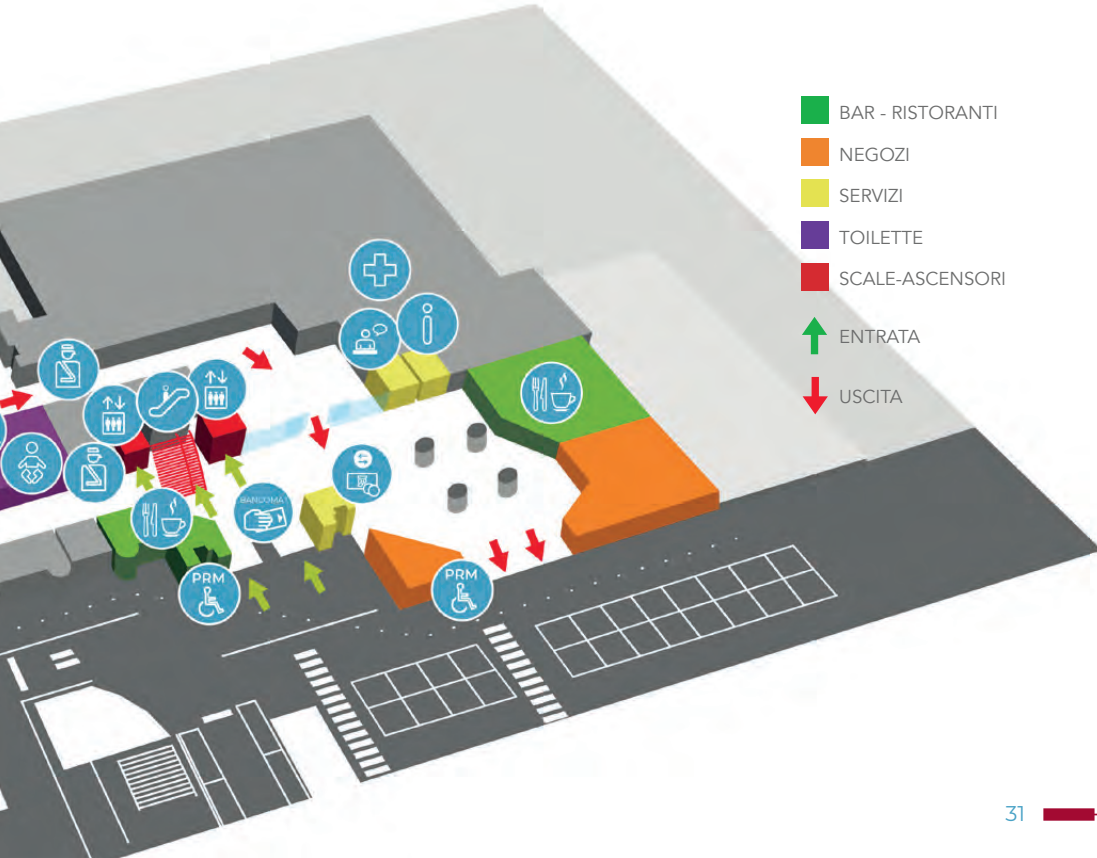 BAR - RISTORANTI
NEGOZI
SERVIZI
TOILETTE
SCALE-ASCENSORI
ENTRATA
USCITA
BANCOMAT
PRM
PRM
31